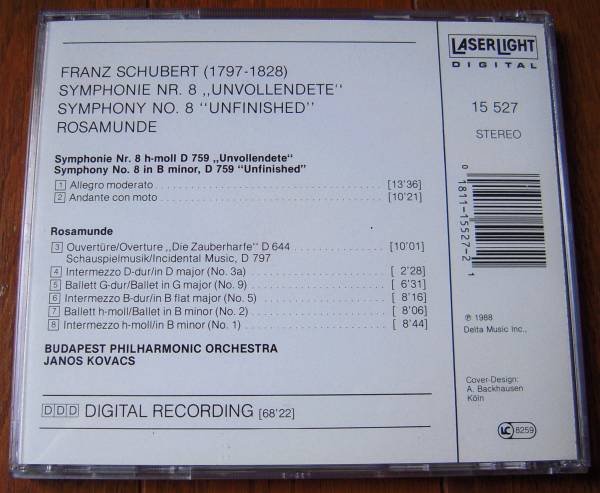 FRANZ SCHUBERT (1797-1828)
SYMPHONIE NR. 8 „UNVOLLENDETE“
SYMPHONY NO. 8 “UNFINISHED”
ROSAMUNDE
Symphonie Nr. 8 h-moll D 759 „Unvollendete“
Symphony No. 8 in B minor, D 759 “Unfinished”
1 Allegro moderato [13'36]
2 Andante con moto [10'21]
Rosamunde
3 Ouvertüre/Overture „Die Zauberharfe“ D 644 [10'01]
Schauspielmusik/Incidental Music, D 797
4 Intermezzo D-dur/in D major (No. 3a) [ 2'28]
5 Ballett G-dur/Ballet in G major (No. 9) [ 6'31]
6 Intermezzo B-dur/in B flat major (No. 5) [ 8'16]
7 Ballett h-moll/Ballet in B minor (No. 2) [ 8'06]
8 Intermezzo h-moll/in B minor (No. 1) [ 8'44]
BUDAPEST PHILHARMONIC ORCHESTRA
JANOS KOVACS
DDD DIGITAL RECORDING [68'22]
LASERLIGHT
DIGITAL
15 527
STEREO
0 1811-15527-2 1
℗ 1988
Delta Music Inc.,
Cover-Design:
A. Backhausen
Köln
LC 8259